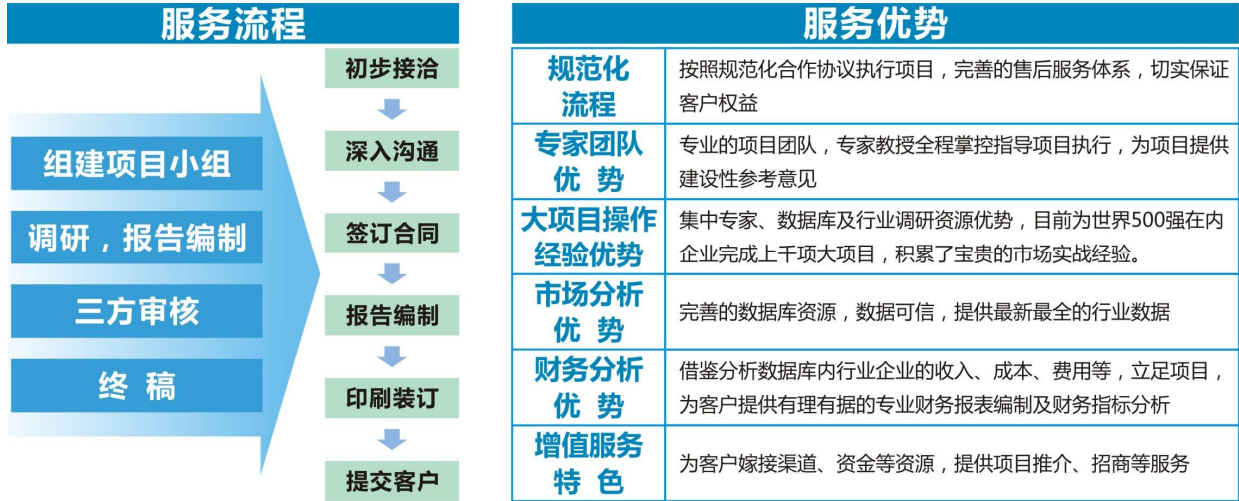 服务流程
组建项目小组
调研，报告编制
三方审核
终 稿
初步接洽
深入沟通
签订合同
报告编制
印刷装订
提交客户
服务优势
规范化
流程
按照规范化合作协议执行项目，完善的售后服务体系，切实保证
客户权益
专家团队
优 势
专业的项目团队，专家教授全程掌控指导项目执行，为项目提供
建设性参考意见
大项目操作
经验优势
集中专家、数据库及行业调研资源优势，目前为世界500强在内
企业完成上千项大项目，积累了宝贵的市场实战经验。
市场分析
优 势
完善的数据库资源，数据可信，提供最新最全的行业数据
财务分析
优 势
借鉴分析数据库内行业企业的收入、成本、费用等，立足项目，
为客户提供有理有据的专业财务报表编制及财务指标分析
增值服务
特 色
为客户嫁接渠道、资金等资源，提供项目推介、招商等服务